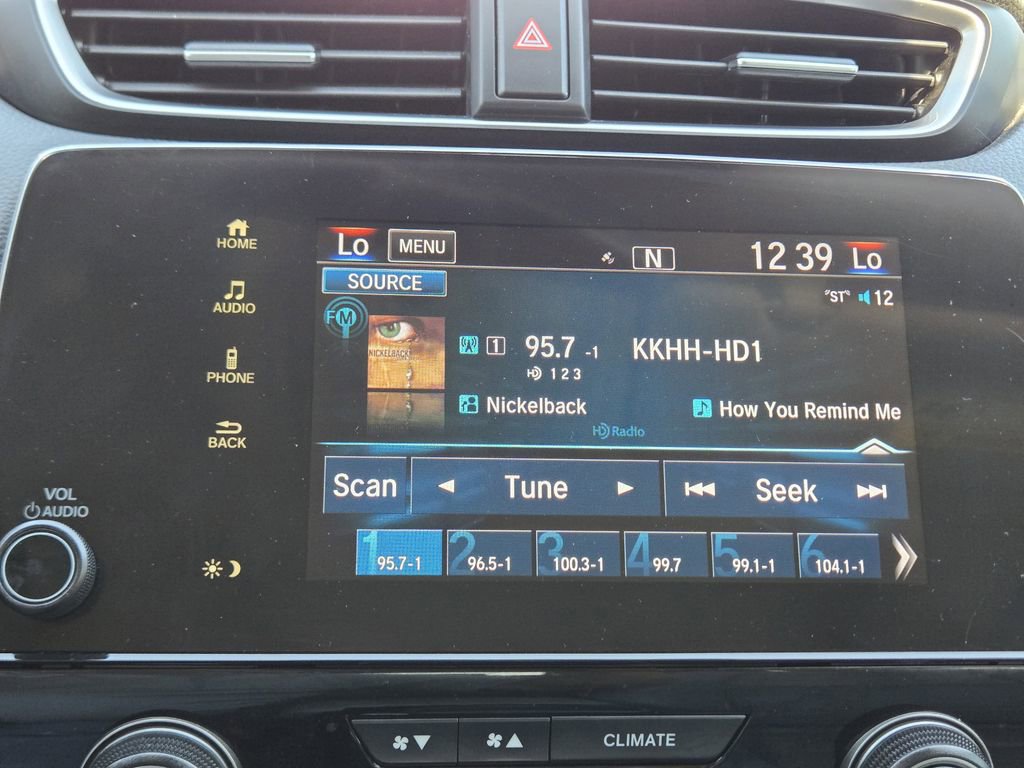 HOME
AUDIO
PHONE
BACK
VOL
AUDIO
Lo MENU N 12 39 Lo
SOURCE
"ST" 12
FM
NICKELBACK
1 95.7 -1 KKHH-HD1
HD 1 2 3
Nickelback How You Remind Me
HD Radio
Scan Tune Seek
1 2 3 4 5 6
95.7-1 96.5-1 100.3-1 99.7 99.1-1 104.1-1
CLIMATE